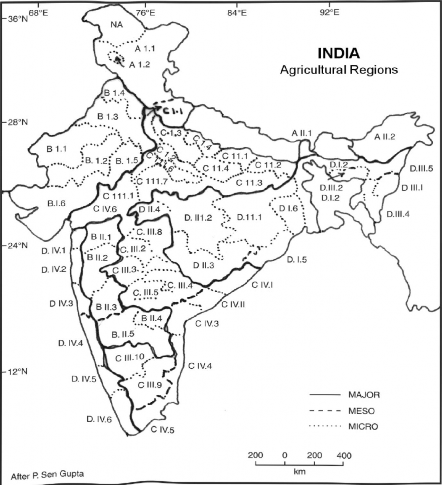 68°E 76°E 84°E 92°E
36°N
NA
A 1.1
A 1.2
INDIA
Agricultural Regions
B 1.4
C 1.1
B 1.3
28°N
C 1.3
A II.1
A II.2
B 1.1
B 1.2
B 1.5
C 11.1
C 11.2
C 11.4
C 11.3
D.I.2
D.III.5
D III.I
D.III.2
D.I.2
D III.4
B I.6
C 111.1
C 111.7
C IV.6
D II.4
D.II1.2
D.11.1
D I.6
24°N
D. IV.1
B II.1
C III.8
C III.2
D. IV.2
B II.2
C III.3
D II.3
D. I.5
C. III.4
C. III.5
C IV.I
D. IV.3
B II.3
B II.4
C IV.II
C IV.3
B II.5
D. IV.4
C III.10
C IV.4
12°N
D. IV.5
C III.9
D. IV.6
C IV.5
MAJOR
MESO
MICRO
200 0 200 400
km
After P. Sen Gupta